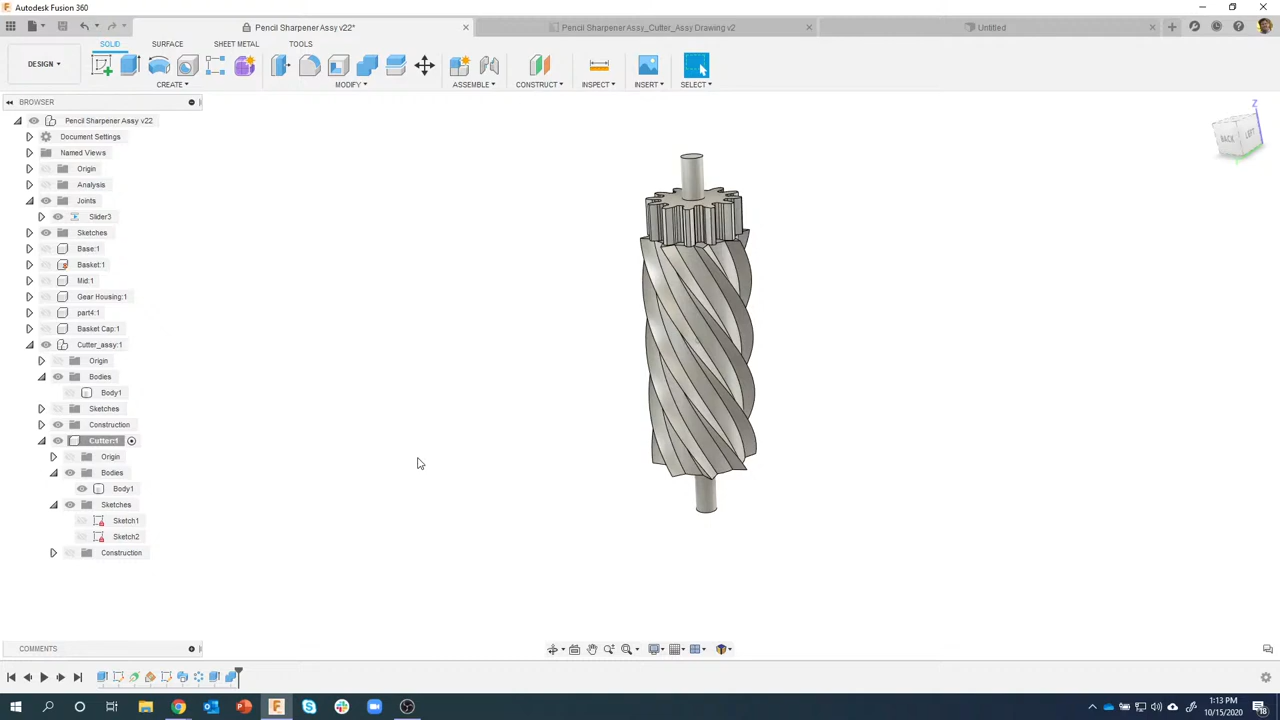 Autodesk Fusion 360
Pencil Sharpener Assy v22*
Pencil Sharpener Assy_Cutter_Assy Drawing v2
Untitled
SOLID
SURFACE
SHEET METAL
TOOLS
DESIGN
CREATE
MODIFY
ASSEMBLE
CONSTRUCT
INSPECT
INSERT
SELECT
BROWSER
Pencil Sharpener Assy v22
Document Settings
Named Views
Origin
Analysis
Joints
Slider3
Sketches
Base:1
Basket:1
Mid:1
Gear Housing:1
part4:1
Basket Cap:1
Cutter_assy:1
Origin
Bodies
Body1
Sketches
Construction
Cutter:1
Origin
Bodies
Body1
Sketches
Sketch1
Sketch2
Construction
Z
BACK
LEFT
COMMENTS
1:13 PM
10/15/2020
18